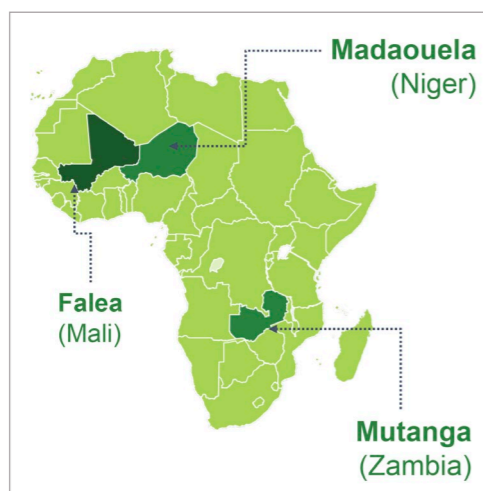 Madaouela
(Niger)
Falea
(Mali)
Mutanga
(Zambia)